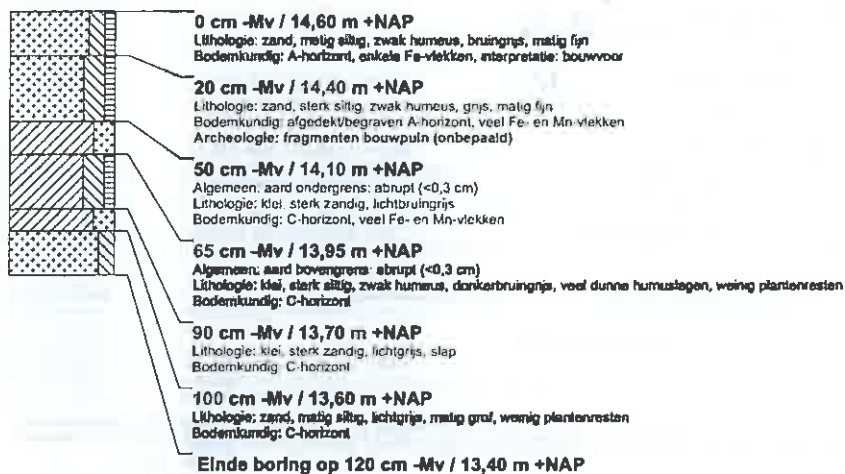 0 cm -Mv / 14,60 m +NAP
Lithologie: zand, matig siltig, zwak humeus, bruingrijs, matig fijn
Bodemkundig: A-horizont, enkele Fe-vlekken, interpretatie: bouwvoor
20 cm -Mv / 14,40 m +NAP
Lithologie: zand, sterk siltig, zwak humeus, grijs, matig fijn
Bodemkundig: afgedekt/begraven A-horizont, veel Fe- en Mn-vlekken
Archeologie: fragmenten bouwpuin (onbepaald)
50 cm -Mv / 14,10 m +NAP
Algemeen: aard ondergrens: abrupt (<0,3 cm)
Lithologie: klei, sterk zandig, lichtbruingrijs
Bodemkundig: C-horizont, veel Fe- en Mn-vlekken
65 cm -Mv / 13,95 m +NAP
Algemeen: aard bovengrens: abrupt (<0,3 cm)
Lithologie: klei, sterk siltig, zwak humeus, donkerbruingrijs, veel dunne humuslagen, weinig plantenresten
Bodemkundig: C-horizont
90 cm -Mv / 13,70 m +NAP
Lithologie: klei, sterk zandig, lichtgrijs, slap
Bodemkundig: C-horizont
100 cm -Mv / 13,60 m +NAP
Lithologie: zand, matig siltig, lichtgrijs, matig grof, weinig plantenresten
Bodemkundig: C-horizont
Einde boring op 120 cm -Mv / 13,40 m +NAP